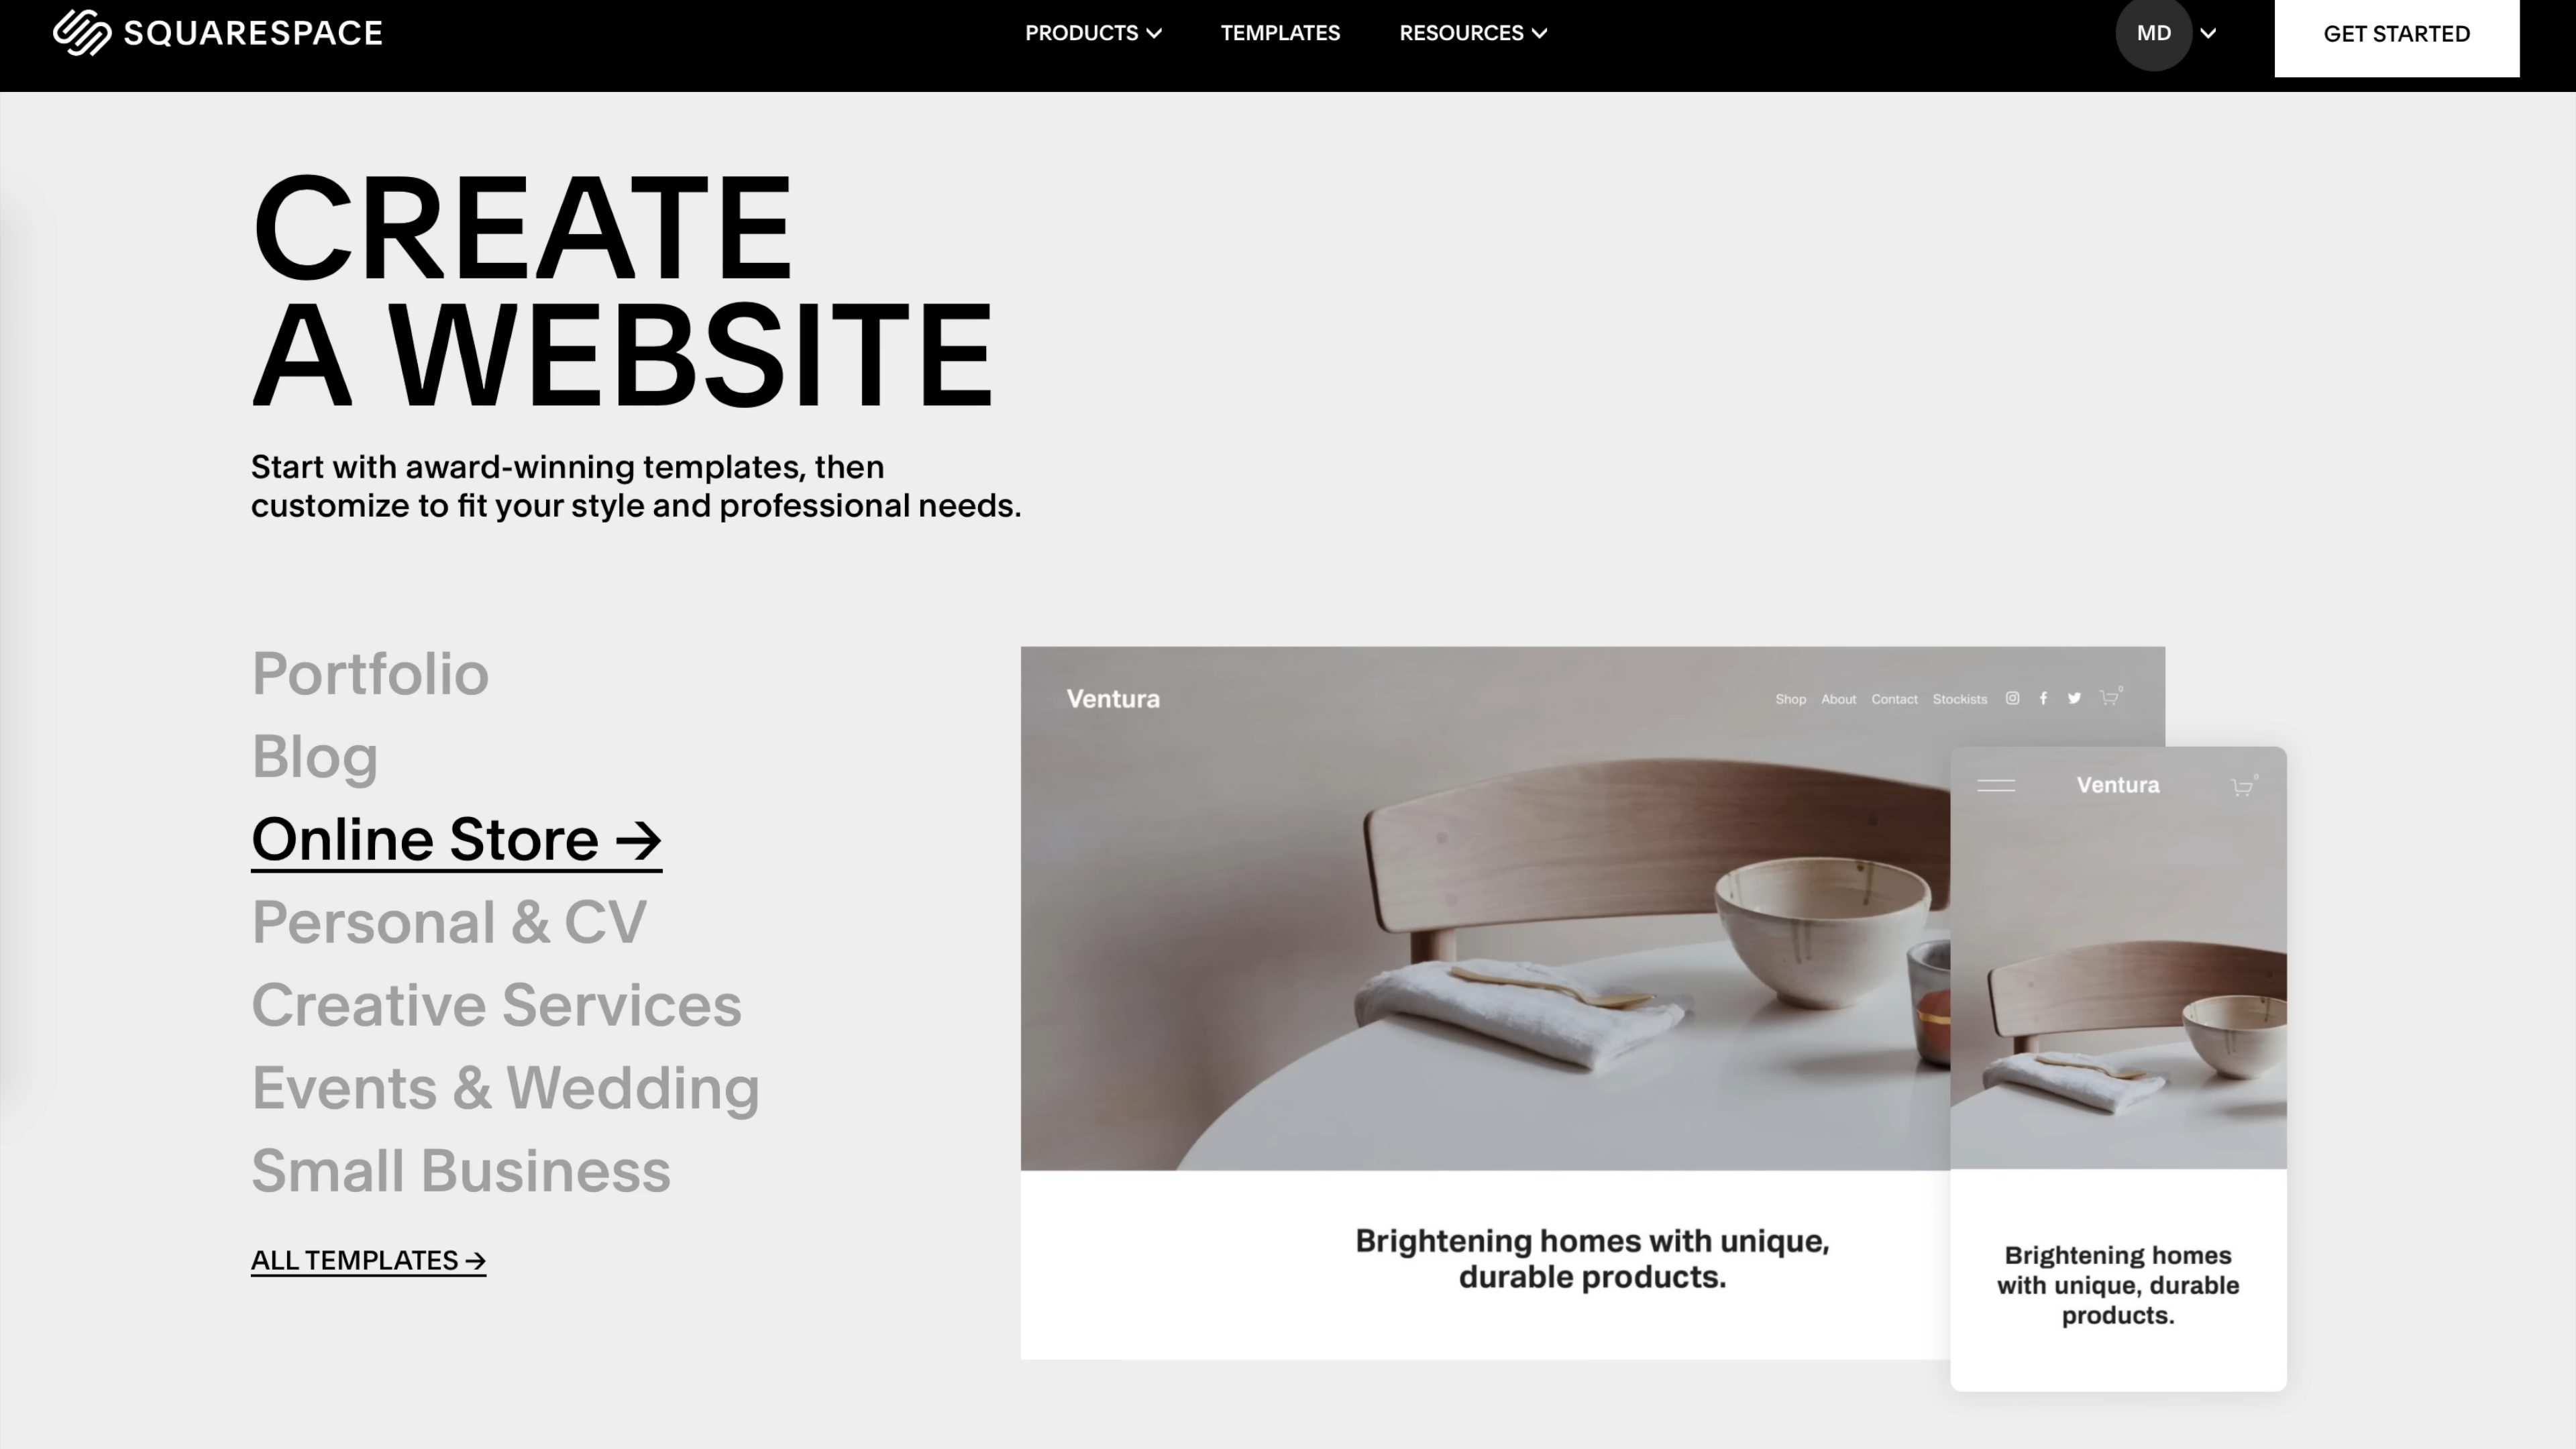 SQUARESPACE
PRODUCTS
TEMPLATES
RESOURCES
MD
GET STARTED
CREATE
A WEBSITE
Start with award-winning templates, then
customize to fit your style and professional needs.
Portfolio
Blog
Online Store →
Personal & CV
Creative Services
Events & Wedding
Small Business
ALL TEMPLATES →
Ventura
Shop
About
Contact
Stockists
0
Brightening homes with unique,
durable products.
Ventura
0
Brightening homes
with unique, durable
products.